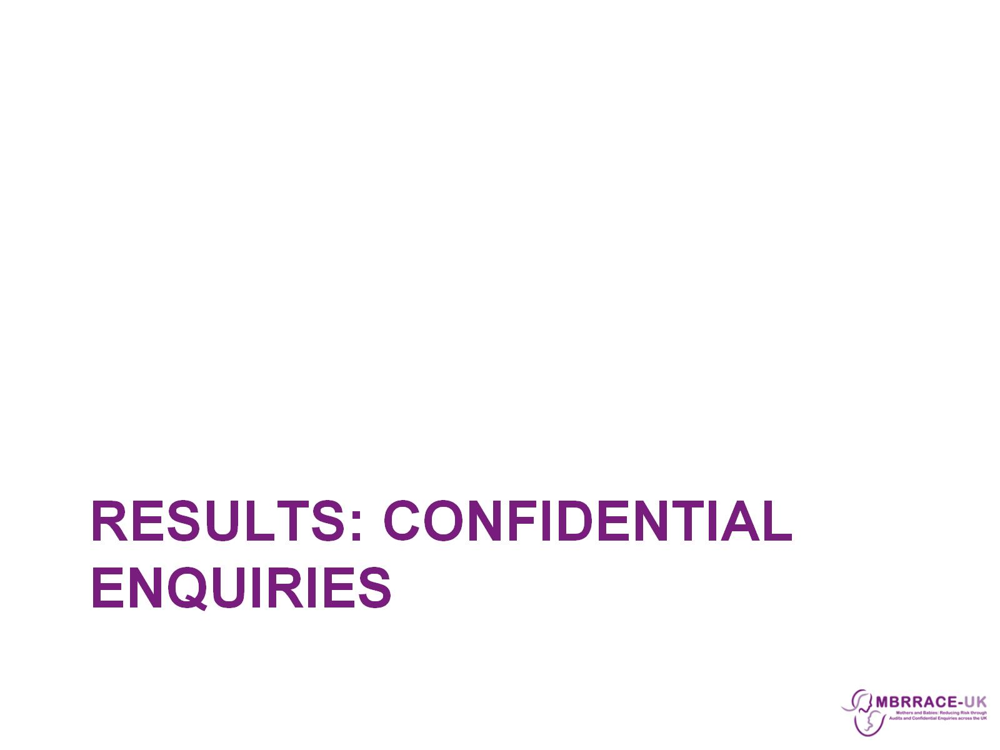 RESULTS: CONFIDENTIAL
ENQUIRIES
MBRRACE-UK
Mothers and Babies: Reducing Risk through
Audits and Confidential Enquiries across the UK